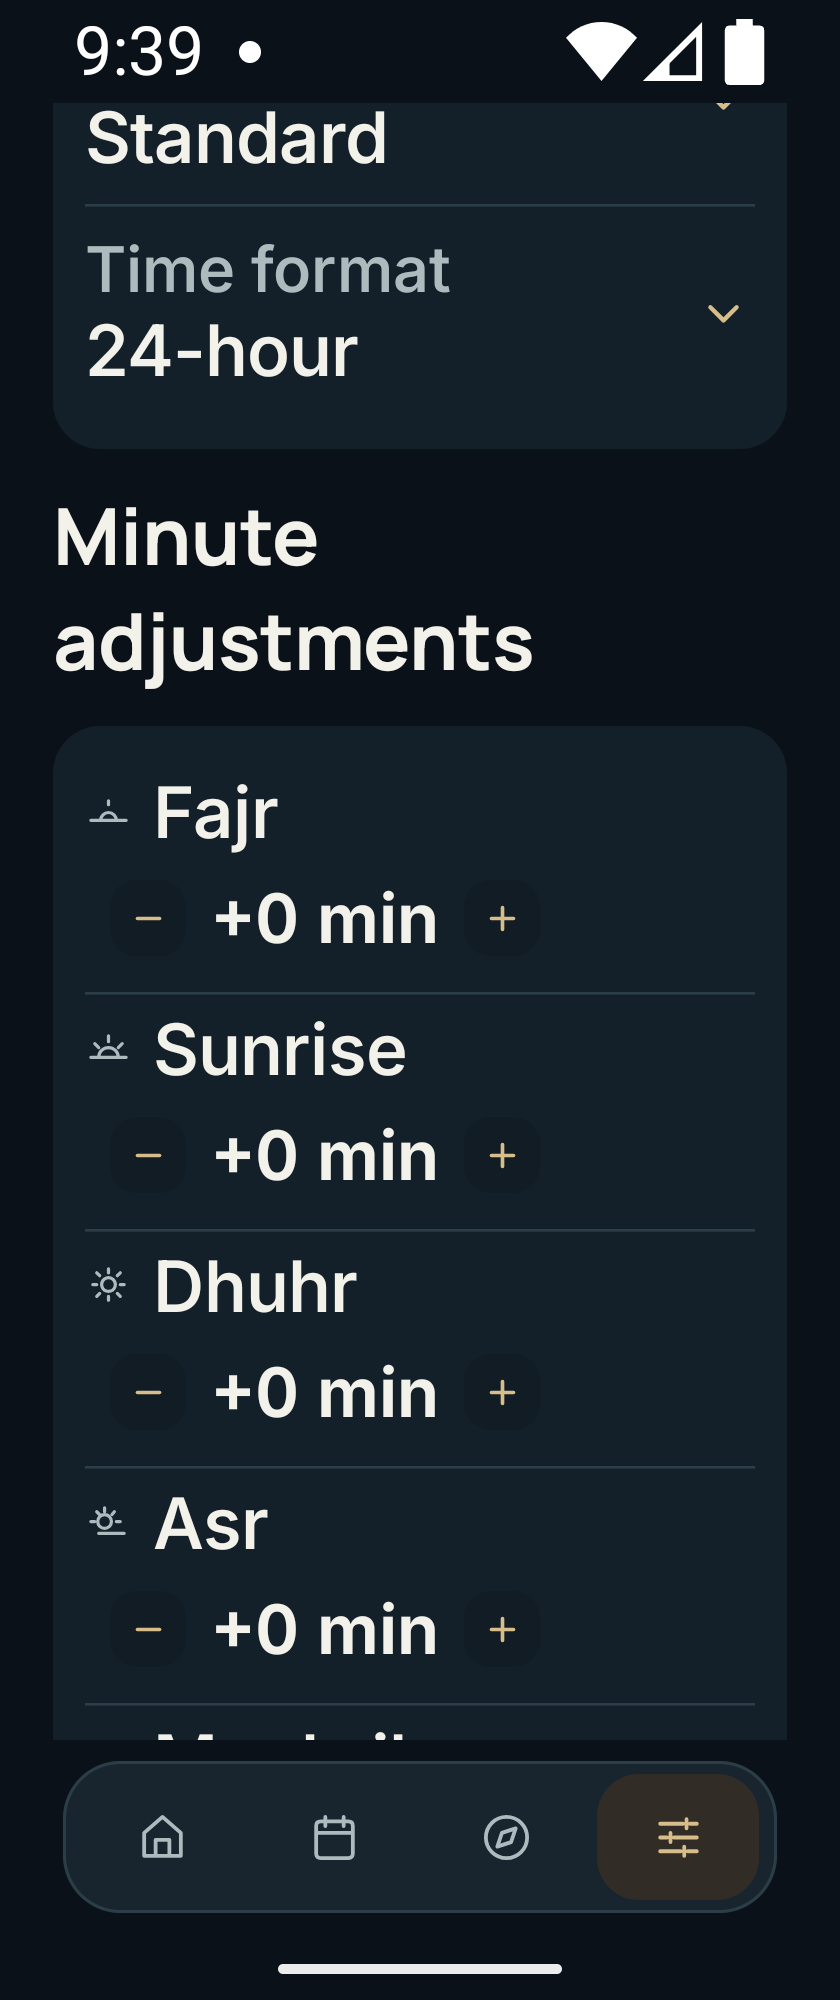 9:39
Standard
Time format
24-hour
Minute
adjustments
Fajr
+0 min
Sunrise
+0 min
Dhuhr
+0 min
Asr
+0 min